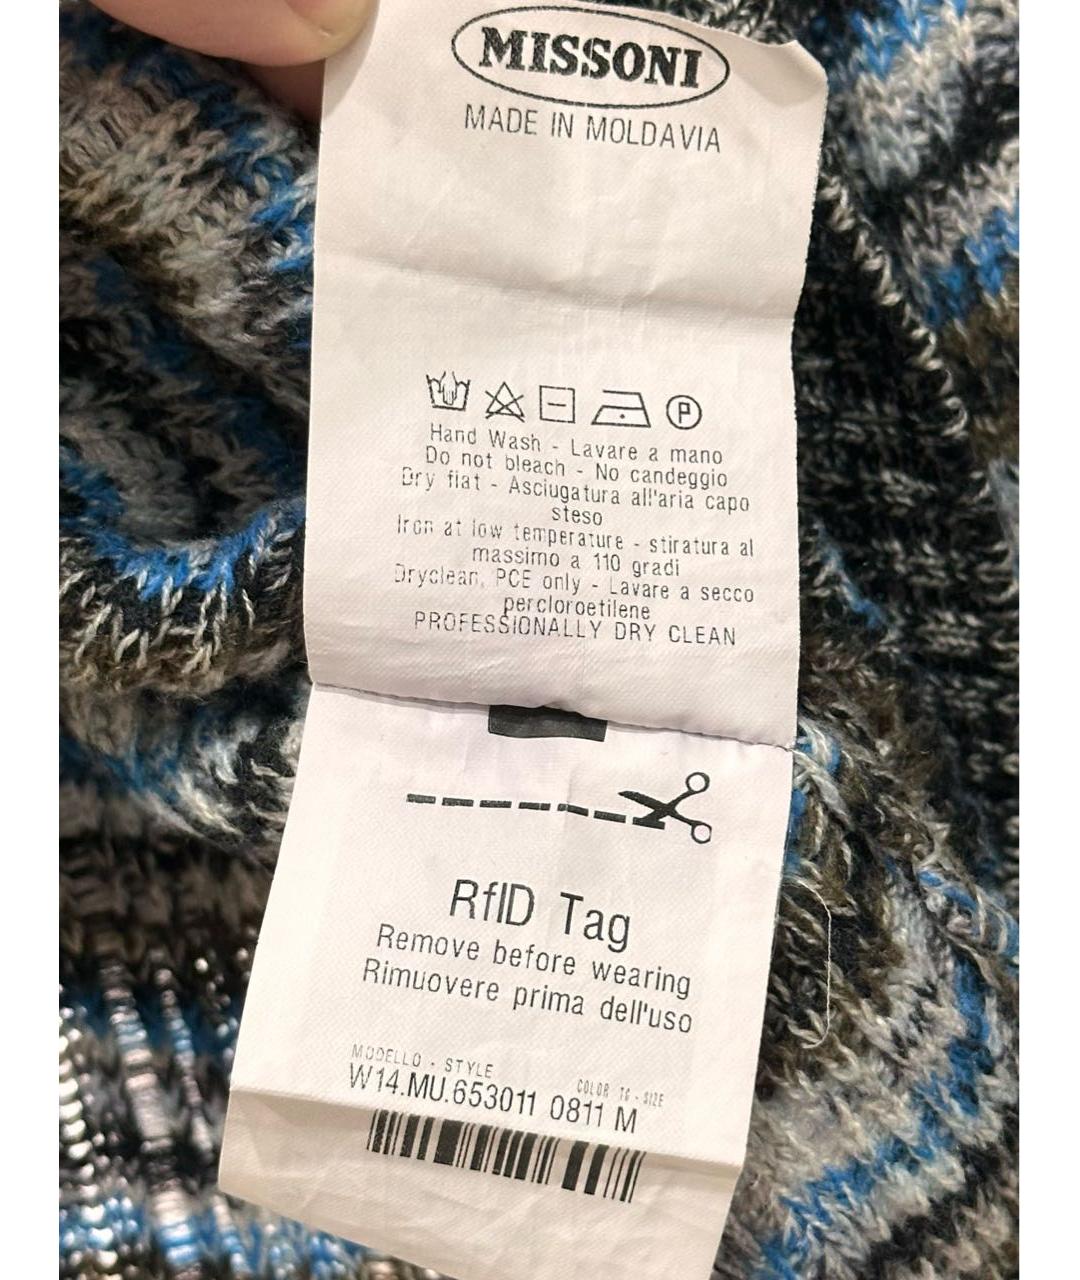 MISSONI
MADE IN MOLDAVIA
P
Hand Wash - Lavare a mano
Do not bleach - No candeggio
Dry flat - Asciugatura all'aria capo
steso
Iron at low temperature - stiratura al
massimo a 110 gradi
Dryclean, PCE only - Lavare a secco
percloroetilene
PROFESSIONALLY DRY CLEAN
RfID Tag
Remove before wearing
Rimuovere prima dell'uso
MODELLO - STYLE COLOR TG - SIZE
W14.MU.653011 0811 M